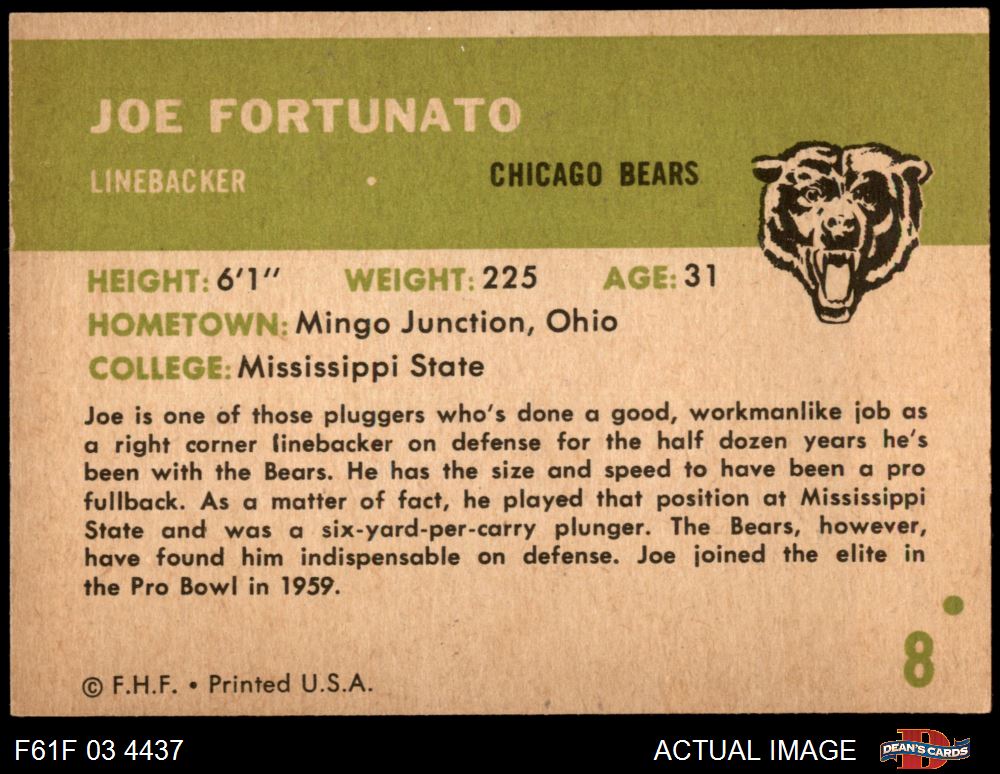 JOE FORTUNATO
LINEBACKER
CHICAGO BEARS
HEIGHT: 6'1" WEIGHT: 225 AGE: 31
HOMETOWN: Mingo Junction, Ohio
COLLEGE: Mississippi State
Joe is one of those pluggers who's done a good, workmanlike job as
a right corner linebacker on defense for the half dozen years he's
been with the Bears. He has the size and speed to have been a pro
fullback. As a matter of fact, he played that position at Mississippi
State and was a six-yard-per-carry plunger. The Bears, however,
have found him indispensable on defense. Joe joined the elite in
the Pro Bowl in 1959.
8
© F.H.F. • Printed U.S.A.
F61F 03 4437
ACTUAL IMAGE
D
DEAN'S CARDS